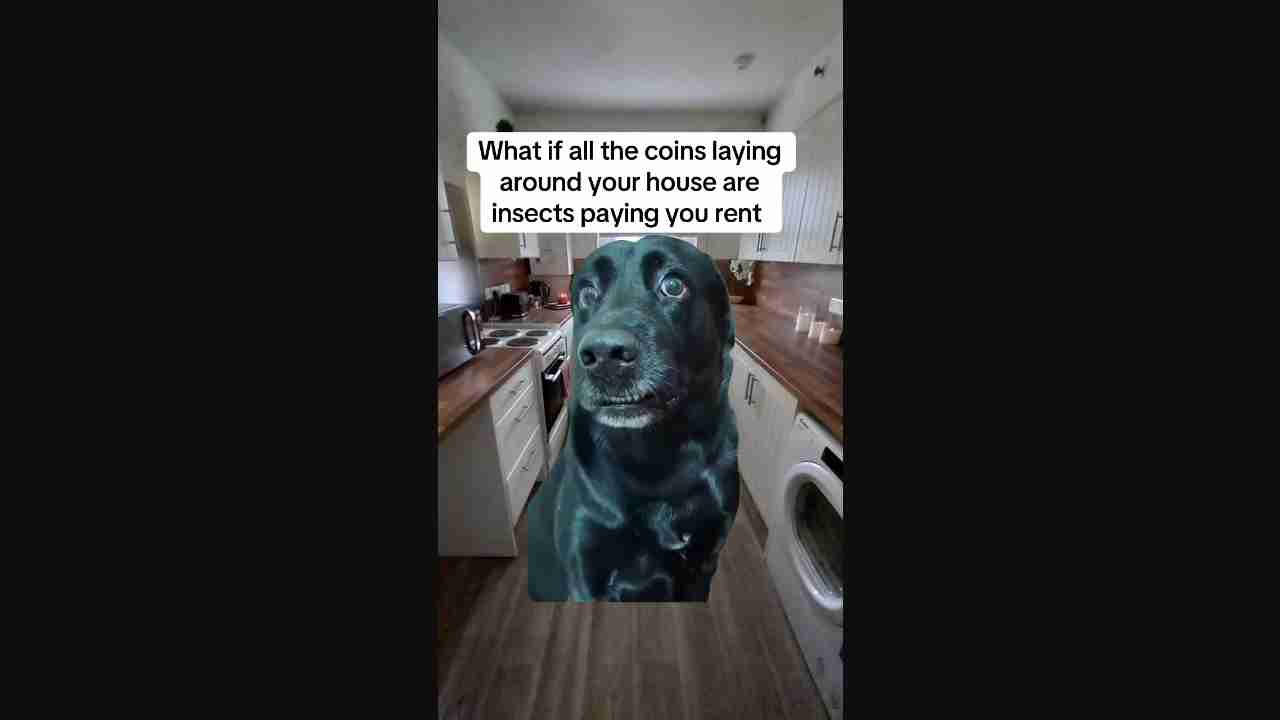 What if all the coins laying
around your house are
insects paying you rent